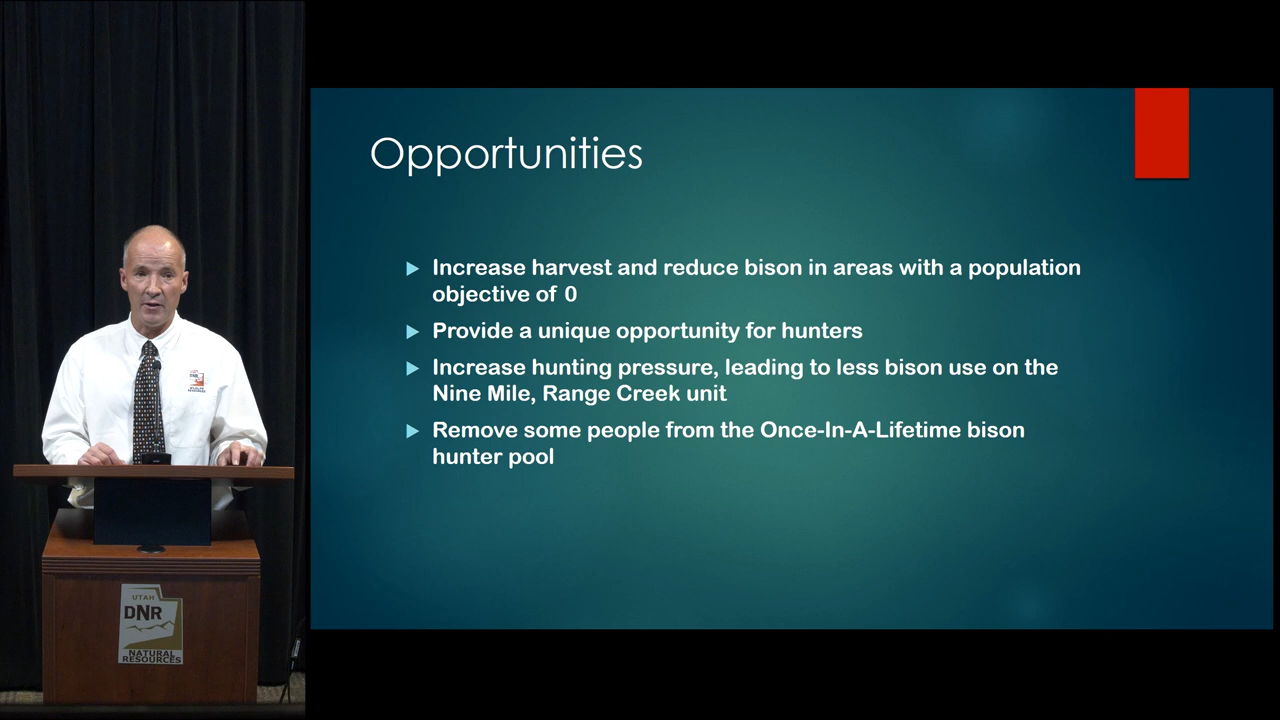 Opportunities
Increase harvest and reduce bison in areas with a population
objective of 0
Provide a unique opportunity for hunters
Increase hunting pressure, leading to less bison use on the
Nine Mile, Range Creek unit
Remove some people from the Once-In-A-Lifetime bison
hunter pool
DNR
UTAH
DNR
NATURAL
RESOURCES